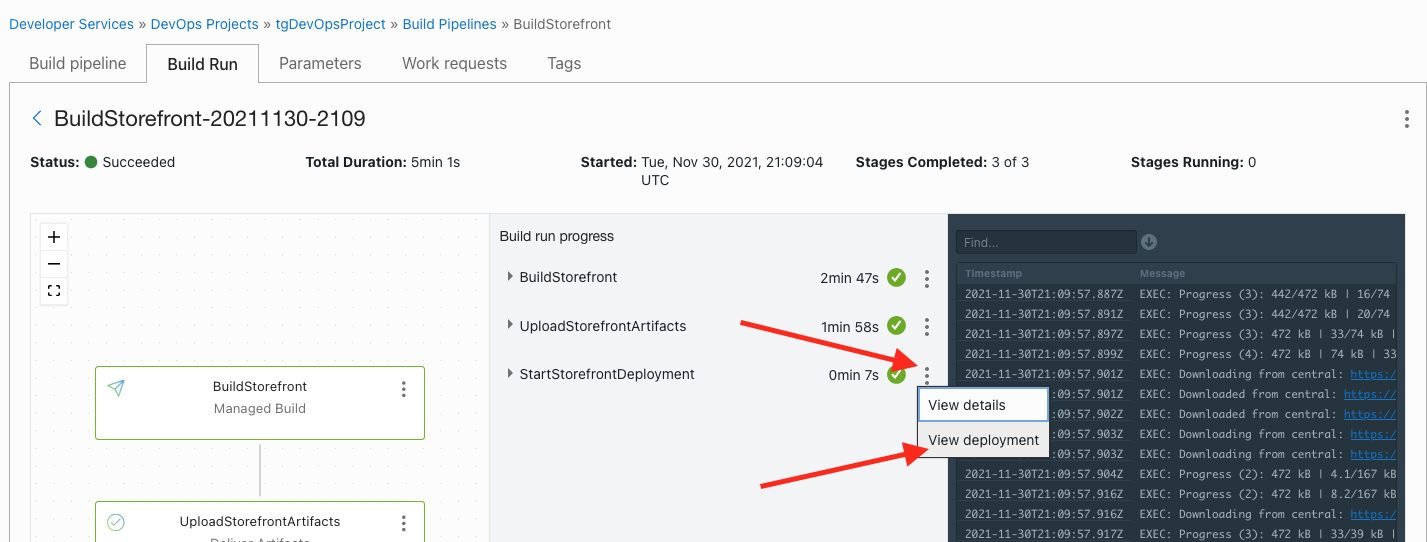 Developer Services » DevOps Projects » tgDevOpsProject » Build Pipelines » BuildStorefront
Build pipeline
Build Run
Parameters
Work requests
Tags
BuildStorefront-20211130-2109
Status: Succeeded
Total Duration: 5min 1s
Started: Tue, Nov 30, 2021, 21:09:04
UTC
Stages Completed: 3 of 3
Stages Running: 0
BuildStorefront
Managed Build
UploadStorefrontArtifacts
Deliver Artifacts
Build run progress
BuildStorefront 2min 47s
UploadStorefrontArtifacts 1min 58s
StartStorefrontDeployment 0min 7s
View details
View deployment
Find...
Timestamp Message
2021-11-30T21:09:57.887Z EXEC: Progress (3): 442/472 kB | 16/74
2021-11-30T21:09:57.891Z EXEC: Progress (3): 442/472 kB | 20/74
2021-11-30T21:09:57.897Z EXEC: Progress (3): 472 kB | 33/74 kB |
2021-11-30T21:09:57.899Z EXEC: Progress (4): 472 kB | 74 kB | 33
2021-11-30T21:09:57.901Z EXEC: Downloading from central: https:/
:09:57.901Z EXEC: Downloaded from central: https://
:09:57.902Z EXEC: Downloaded from central: https://
:09:57.903Z EXEC: Downloading from central: https:/
:09:57.903Z EXEC: Downloading from central: https:/
2021-11-30T21:09:57.904Z EXEC: Progress (2): 472 kB | 4.1/167 kB
2021-11-30T21:09:57.916Z EXEC: Progress (2): 472 kB | 8.2/167 kB
2021-11-30T21:09:57.916Z EXEC: Downloading from central: https:/
2021-11-30T21:09:57.917Z EXEC: Progress (3): 472 kB | 33/39 kB |